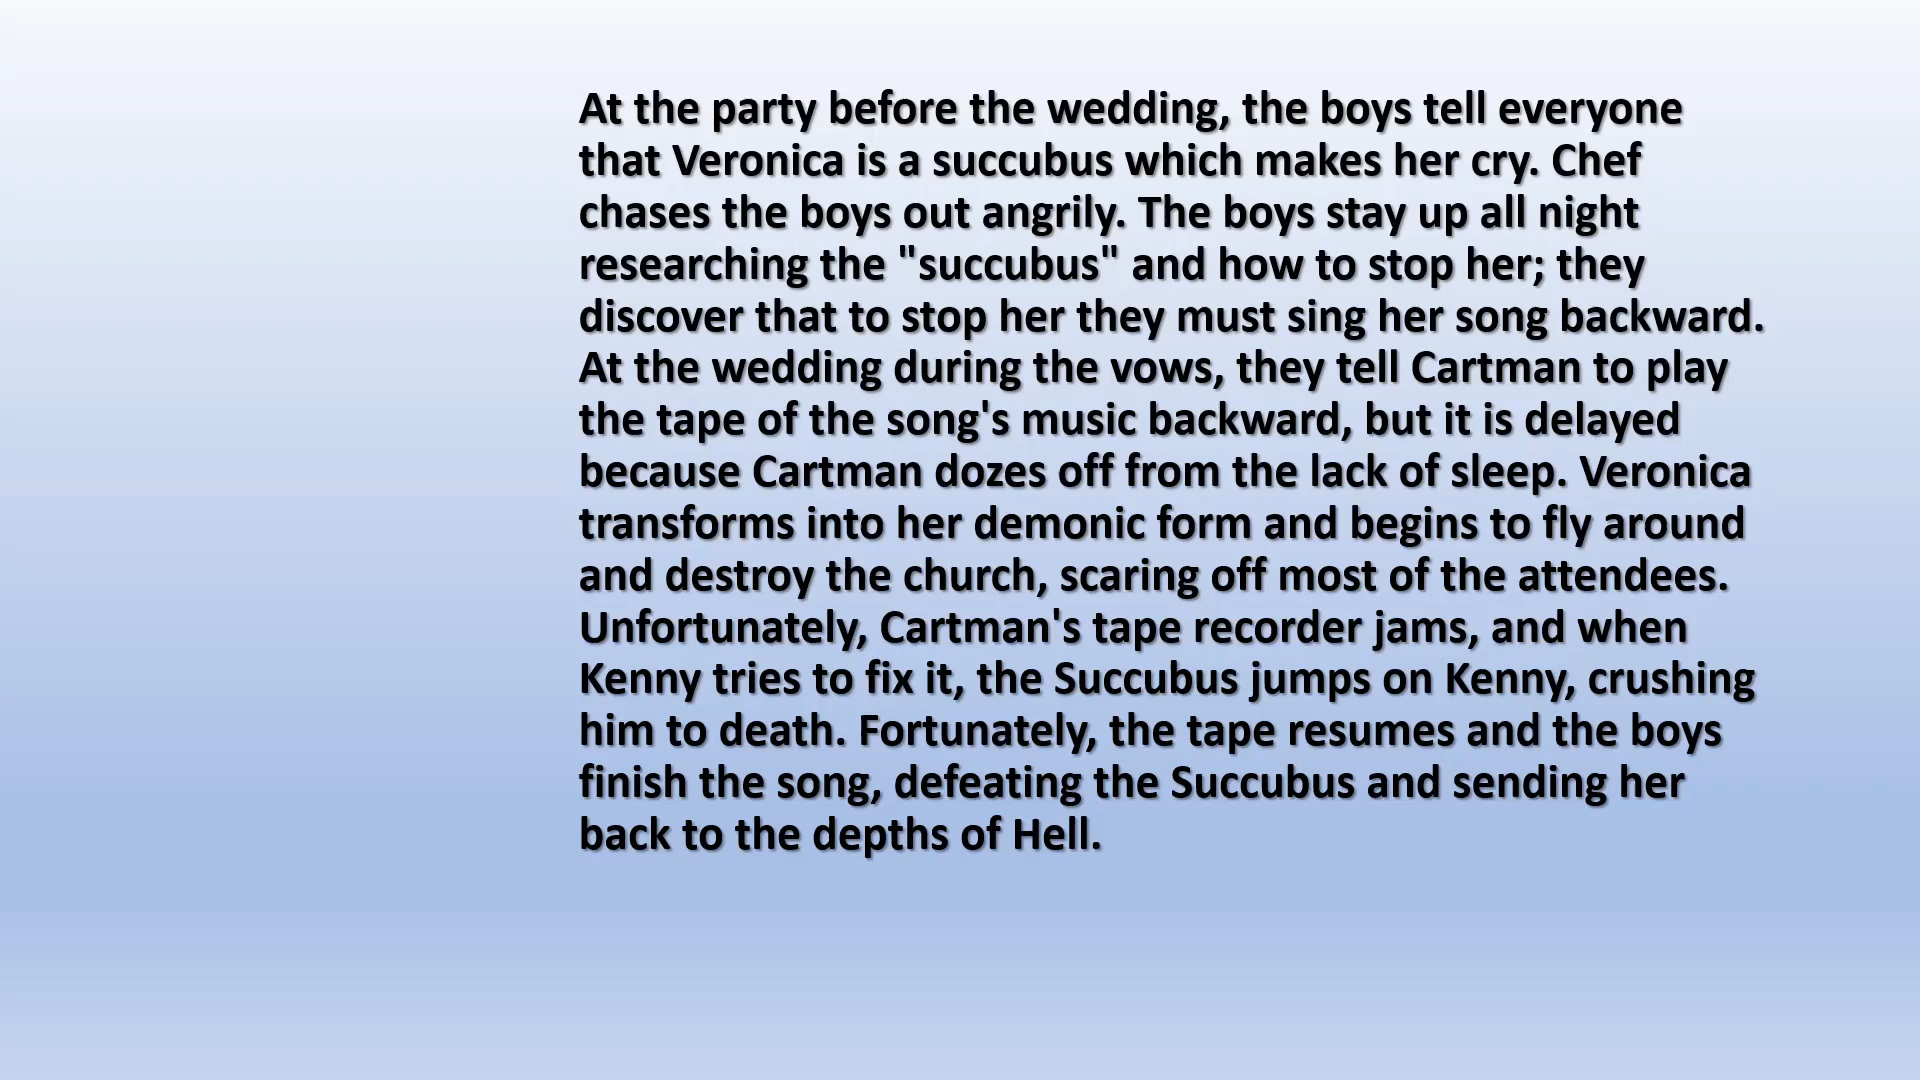 At the party before the wedding, the boys tell everyone
that Veronica is a succubus which makes her cry. Chef
chases the boys out angrily. The boys stay up all night
researching the "succubus" and how to stop her; they
discover that to stop her they must sing her song backward.
At the wedding during the vows, they tell Cartman to play
the tape of the song's music backward, but it is delayed
because Cartman dozes off from the lack of sleep. Veronica
transforms into her demonic form and begins to fly around
and destroy the church, scaring off most of the attendees.
Unfortunately, Cartman's tape recorder jams, and when
Kenny tries to fix it, the Succubus jumps on Kenny, crushing
him to death. Fortunately, the tape resumes and the boys
finish the song, defeating the Succubus and sending her
back to the depths of Hell.